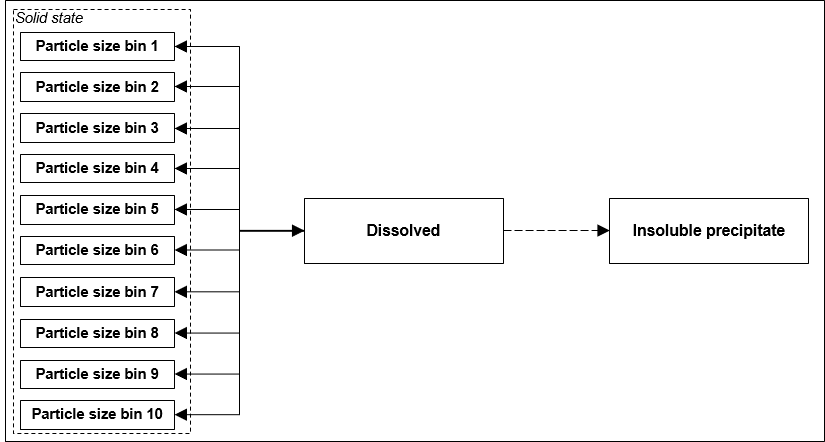 Solid state
Particle size bin 1
Particle size bin 2
Particle size bin 3
Particle size bin 4
Particle size bin 5
Particle size bin 6
Particle size bin 7
Particle size bin 8
Particle size bin 9
Particle size bin 10
Dissolved
Insoluble precipitate